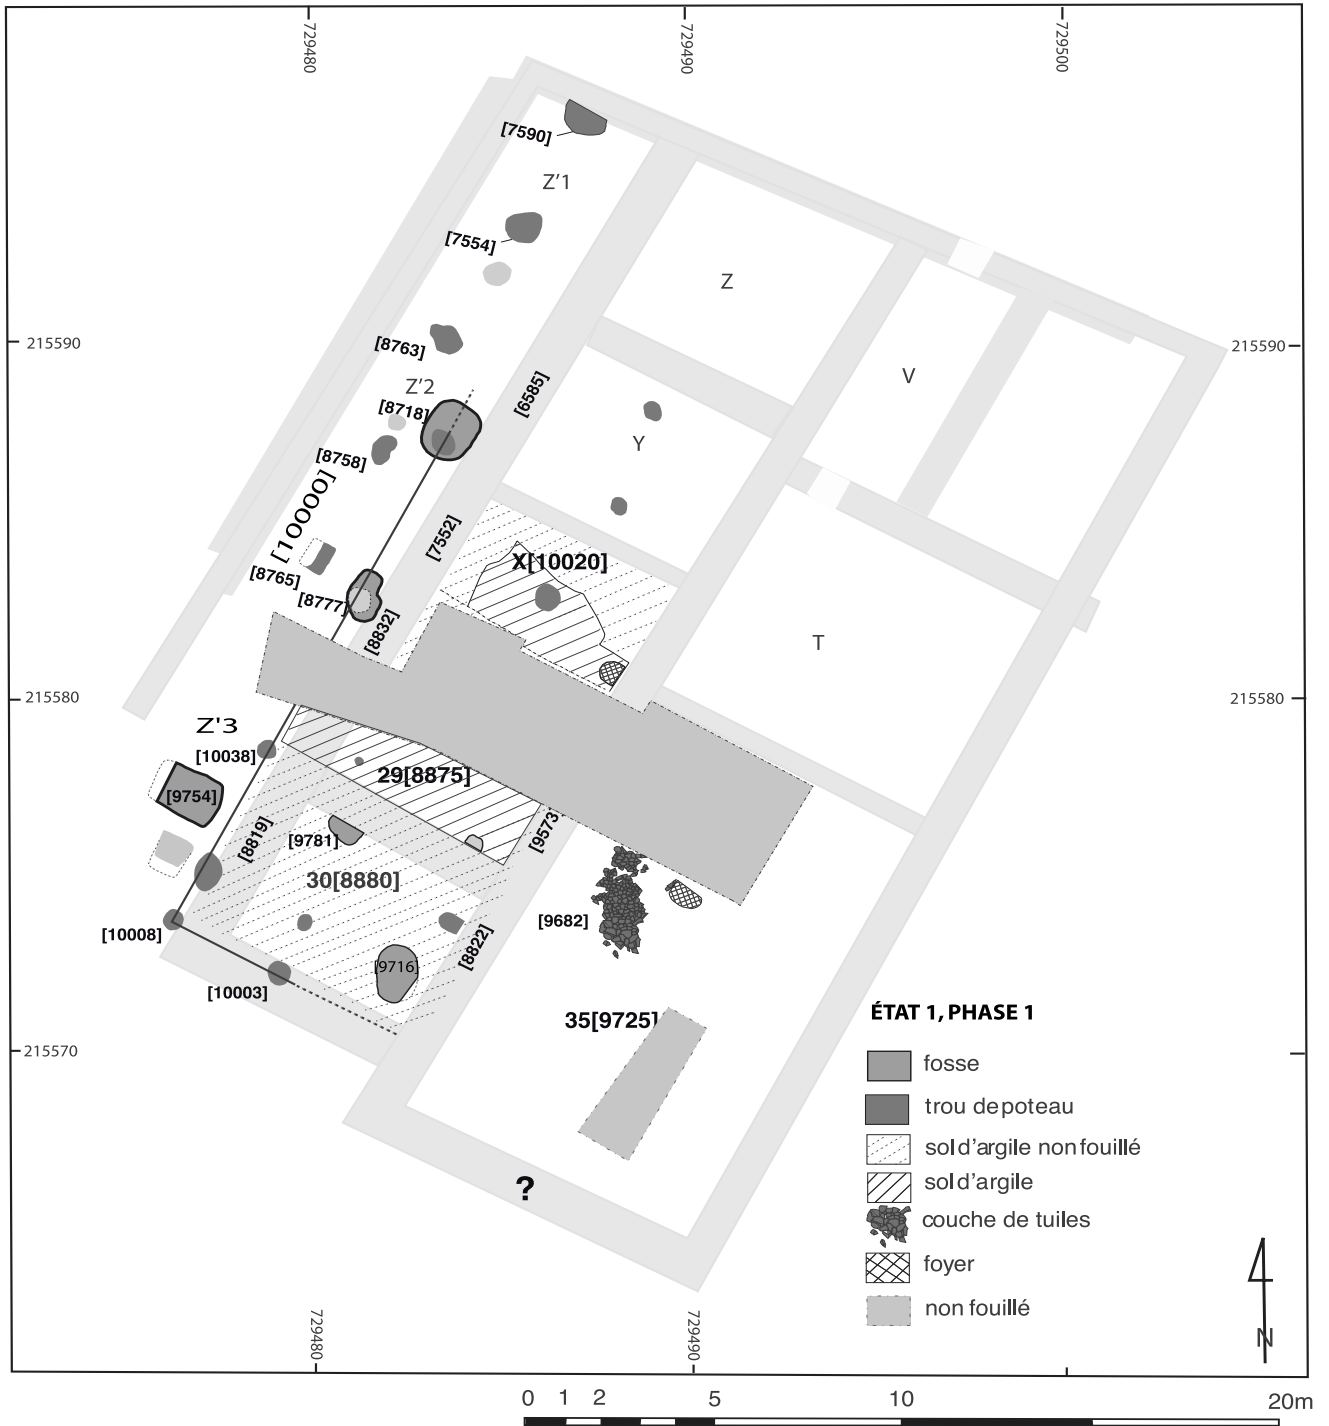 729480
729490
729500
[7590]
Z'1
[7554]
Z
[8763]
215590
215590
V
Z'2
[6585]
[8718]
Y
[8758]
[10000]
[7552]
X[10020]
[8765]
[8777]
[8832]
T
215580
215580
Z'3
[10038]
29[8875]
[9754]
[9573]
[8819]
[9781]
30[8880]
[9682]
[10008]
[8822]
[9716]
[10003]
35[9725]
215570
?
ÉTAT 1, PHASE 1
fosse
trou de poteau
sol d'argile non fouillé
sol d'argile
couche de tuiles
foyer
non fouillé
N
729480
729490
0 1 2 5 10 20m